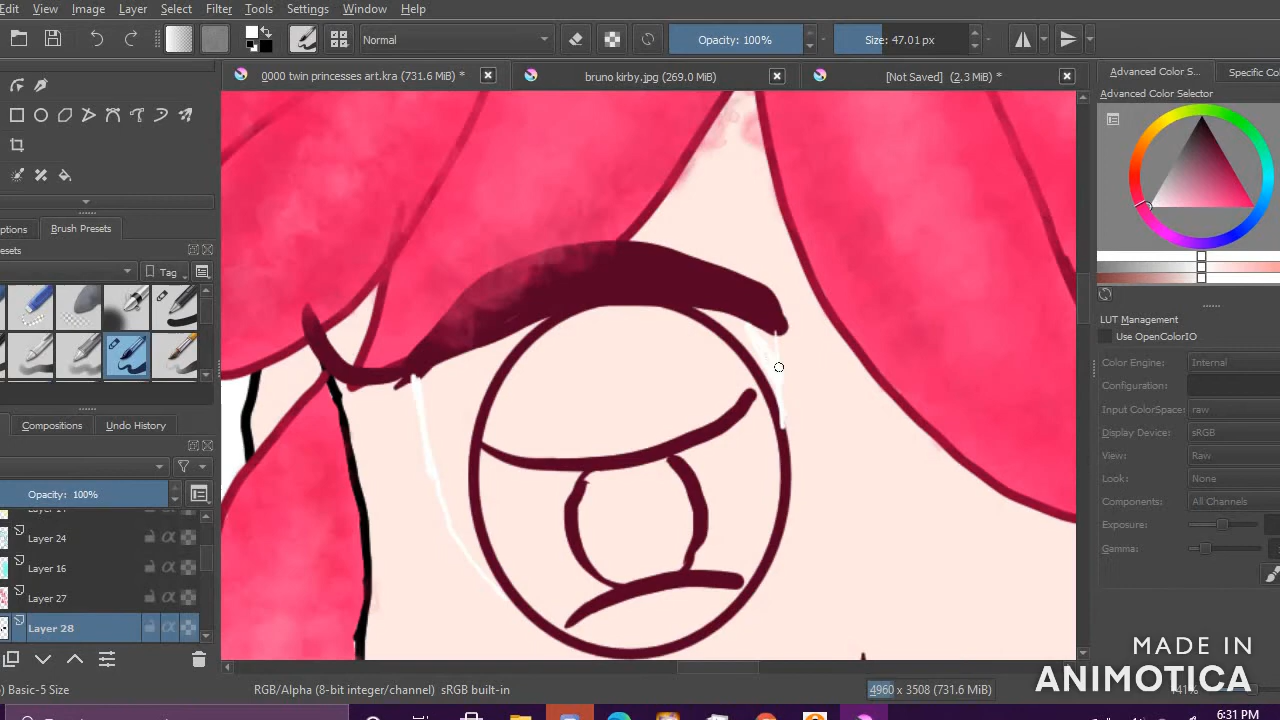 Edit View Image Layer Select Filter Tools Settings Window Help
Normal Opacity: 100% Size: 47.01 px
0000 twin princesses art.kra (731.6 MiB) * bruno kirby.jpg (269.0 MiB) [Not Saved] (2.3 MiB) * Advanced Color S... Specific Co
Advanced Color Selector
ptions Brush Presets
esets
Tag
LUT Management
Use OpenColorIO
Color Engine: Internal
Configuration:
Input ColorSpace: raw
Display Device: sRGB
View: Raw
Look: None
Components: All Channels
Exposure:
Gamma:
Compositions Undo History
Opacity: 100%
Layer 24
Layer 16
Layer 27
Layer 28
) Basic-5 Size RGB/Alpha (8-bit integer/channel) sRGB built-in 4960 x 3508 (731.6 MiB)
MADE IN
ANIMOTICA
6:31 PM